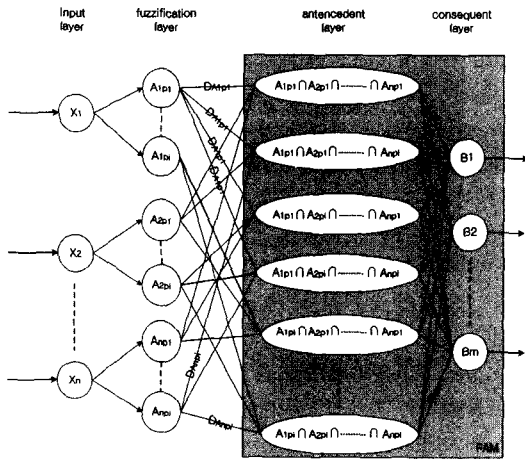 input layer
fuzzification layer
antencedent layer
consequent layer
X1
X2
Xn
A1p1
A1pi
A2p1
A2pi
Anp1
Anpi
DA1p1
DA1p1
DAnpi
DAnpi
A1p1 ∩ A2p1 ∩ ------ ∩ Anp1
A1p1 ∩ A2p1 ∩ ------ ∩ Anpi
A1p1 ∩ A2pi ∩ ------ ∩ Anp1
A1p1 ∩ A2pi ∩ ------ ∩ Anpi
A1pi ∩ A2p1 ∩ ------ ∩ Anp1
A1pi ∩ A2pi ∩ ------ ∩ Anpi
B1
B2
Bm
FAM